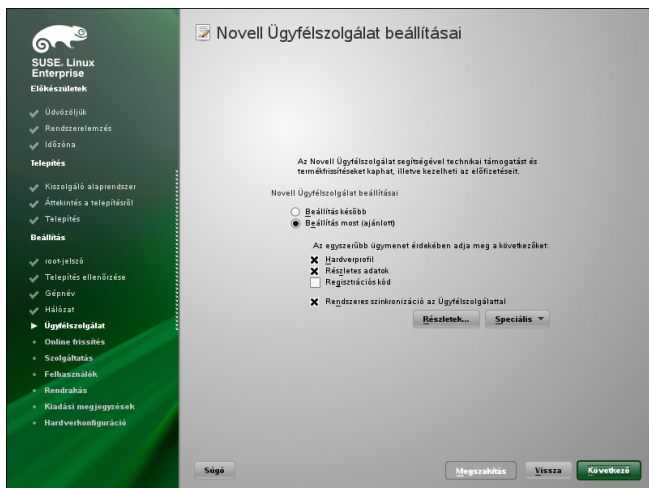 SUSE. Linux
Enterprise
Előkészületek
Üdvözöljük
Rendszerelemzés
Időzóna
Telepítés
Kiszolgáló alaprendszer
Áttekintés a telepítésről
Telepítés
Beállítás
root-jelszó
Telepítés ellenőrzése
Gépnév
Hálózat
Ügyfélszolgálat
Online frissítés
Szolgáltatás
Felhasználók
Rendrakás
Kiadási megjegyzések
Hardverkonfiguráció
Novell Ügyfélszolgálat beállításai
Az Novell Ügyfélszolgálat segítségével technikai támogatást és
termékfrissítéseket kaphat, illetve kezelheti az előfizetéseit.
Novell Ügyfélszolgálat beállításai
Beállítás később
Beállítás most (ajánlott)
Az egyszerűbb ügymenet érdekében adja meg a következőket:
Hardverprofil
Részletes adatok
Regisztrációs kód
Rendszeres szinkronizáció az Ügyfélszolgálattal
Részletek... Speciális
Súgó Megszakítás Vissza Következő